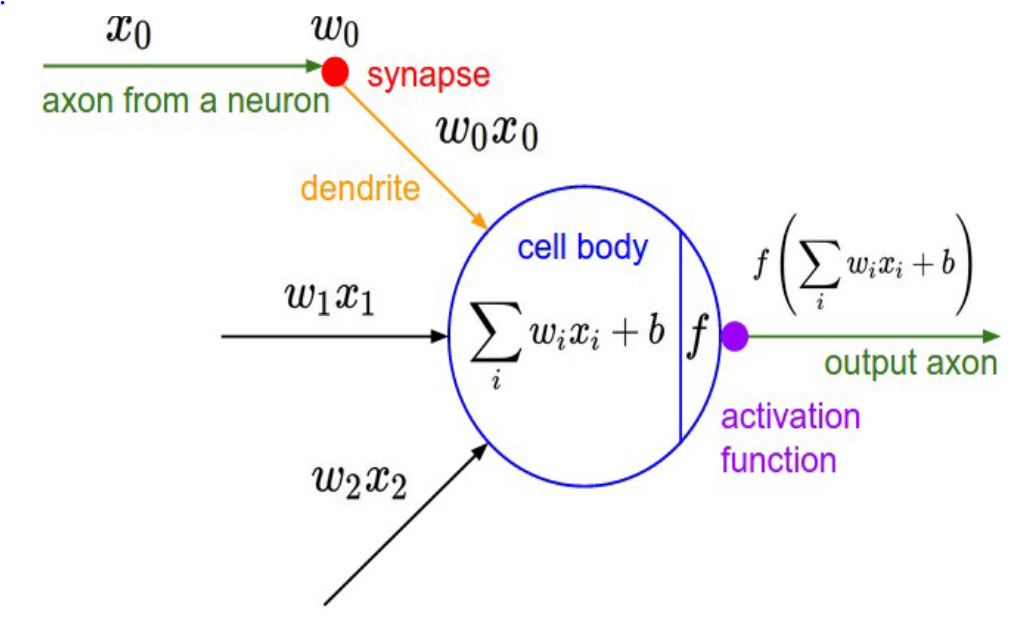 x₀
w₀
synapse
axon from a neuron
w₀x₀
dendrite
cell body
f(∑ᵢ wᵢxᵢ + b)
w₁x₁
∑ᵢ wᵢxᵢ + b
f
output axon
activation
function
w₂x₂